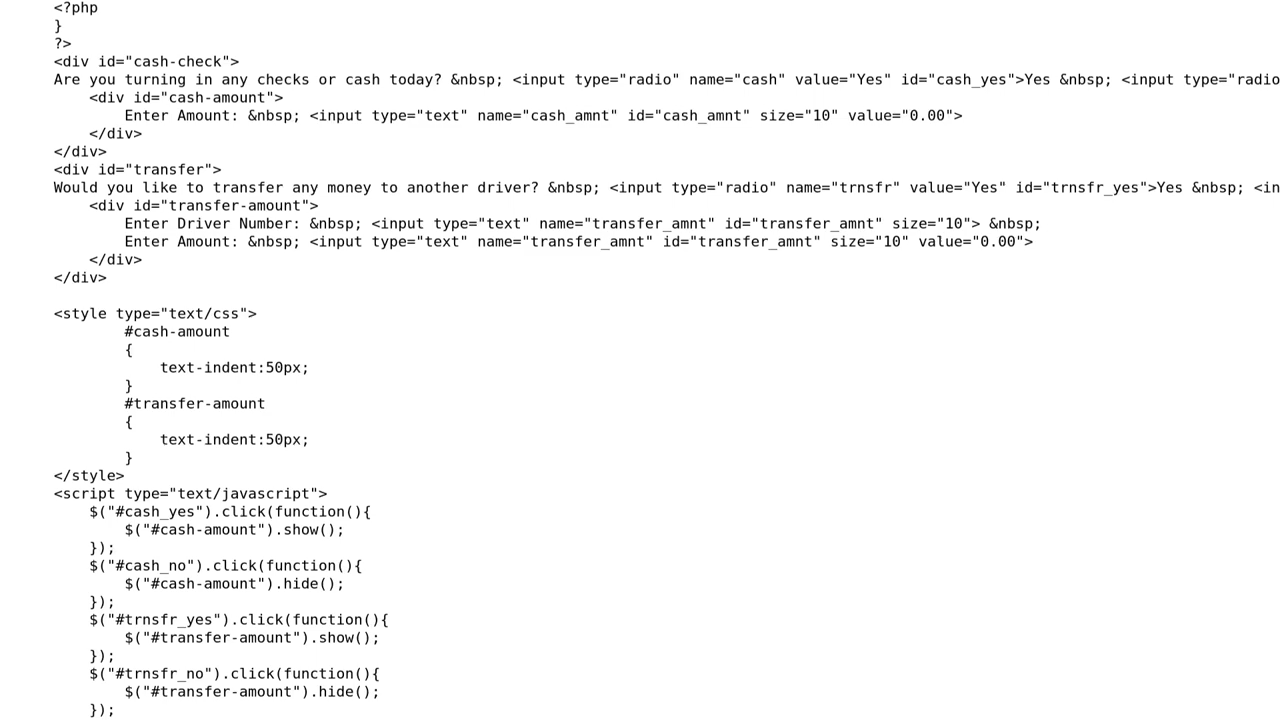 <?php
}
?>
<div id="cash-check">
Are you turning in any checks or cash today? &nbsp; <input type="radio" name="cash" value="Yes" id="cash_yes">Yes &nbsp; <input type="radio
    <div id="cash-amount">
        Enter Amount: &nbsp; <input type="text" name="cash_amnt" id="cash_amnt" size="10" value="0.00">
    </div>
</div>
<div id="transfer">
Would you like to transfer any money to another driver? &nbsp; <input type="radio" name="trnsfr" value="Yes" id="trnsfr_yes">Yes &nbsp; <in
    <div id="transfer-amount">
        Enter Driver Number: &nbsp; <input type="text" name="transfer_amnt" id="transfer_amnt" size="10"> &nbsp;
        Enter Amount: &nbsp; <input type="text" name="transfer_amnt" id="transfer_amnt" size="10" value="0.00">
    </div>
</div>

<style type="text/css">
        #cash-amount
        {
            text-indent:50px;
        }
        #transfer-amount
        {
            text-indent:50px;
        }
</style>
<script type="text/javascript">
    $("#cash_yes").click(function(){
        $("#cash-amount").show();
    });
    $("#cash_no").click(function(){
        $("#cash-amount").hide();
    });
    $("#trnsfr_yes").click(function(){
        $("#transfer-amount").show();
    });
    $("#trnsfr_no").click(function(){
        $("#transfer-amount").hide();
    });